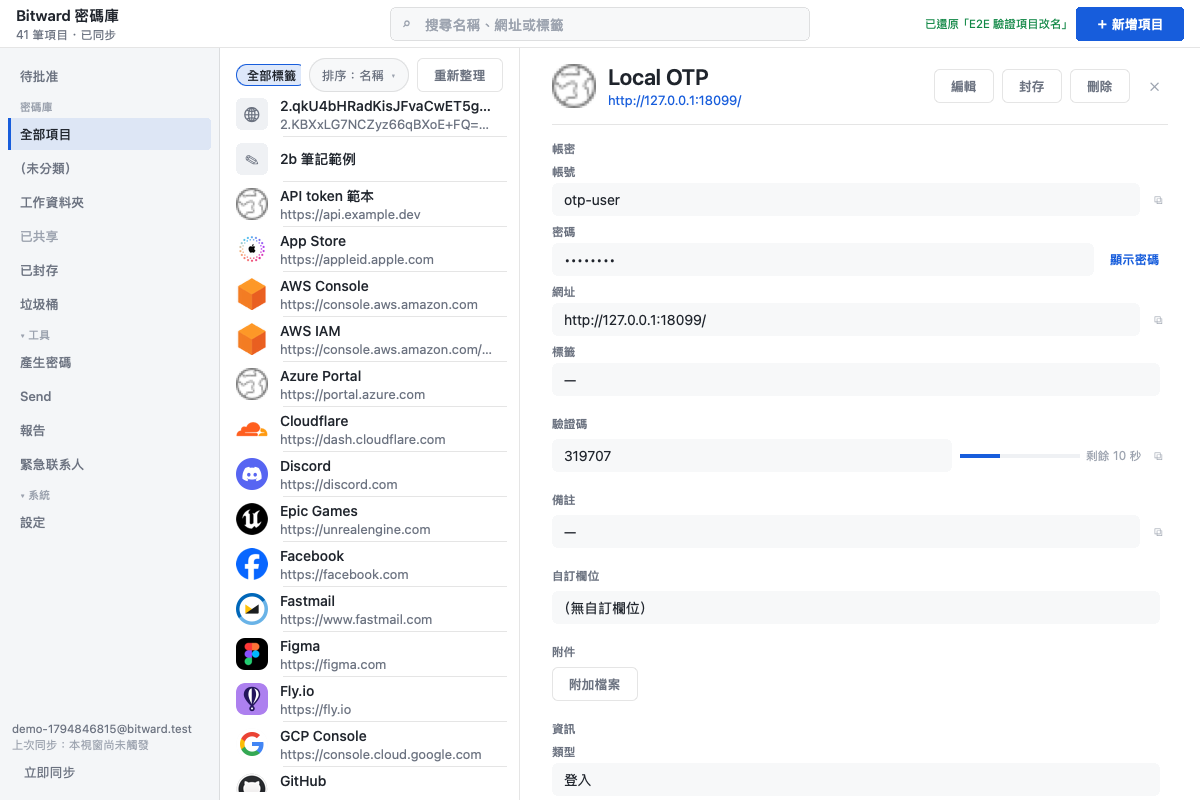 Bitward 密碼庫
41 筆項目 · 已同步
搜尋名稱、網址或標籤
已還原「E2E 驗證項目改名」
+ 新增項目
待批准
密碼庫
全部項目
(未分類)
工作資料夾
已共享
已封存
垃圾桶
工具
產生密碼
Send
報告
緊急联系人
系統
設定
demo-1794846815@bitward.test
上次同步：本視窗尚未觸發
立即同步
全部標籤
排序：名稱
重新整理
2.qkU4bHRadKisJFvaCwET5g...
2.KBXxLG7NCZyz66qBXoE+FQ=...
2b 筆記範例
API token 範本
https://api.example.dev
App Store
https://appleid.apple.com
AWS Console
https://console.aws.amazon.com
AWS IAM
https://console.aws.amazon.com/...
Azure Portal
https://portal.azure.com
Cloudflare
https://dash.cloudflare.com
Discord
https://discord.com
Epic Games
https://unrealengine.com
Facebook
https://facebook.com
Fastmail
https://www.fastmail.com
Figma
https://figma.com
Fly.io
https://fly.io
GCP Console
https://console.cloud.google.com
GitHub
Local OTP
http://127.0.0.1:18099/
編輯
封存
刪除
帳密
帳號
otp-user
密碼
••••••••
顯示密碼
網址
http://127.0.0.1:18099/
標籤
—
驗證碼
319707
剩餘 10 秒
備註
—
自訂欄位
(無自訂欄位)
附件
附加檔案
資訊
類型
登入